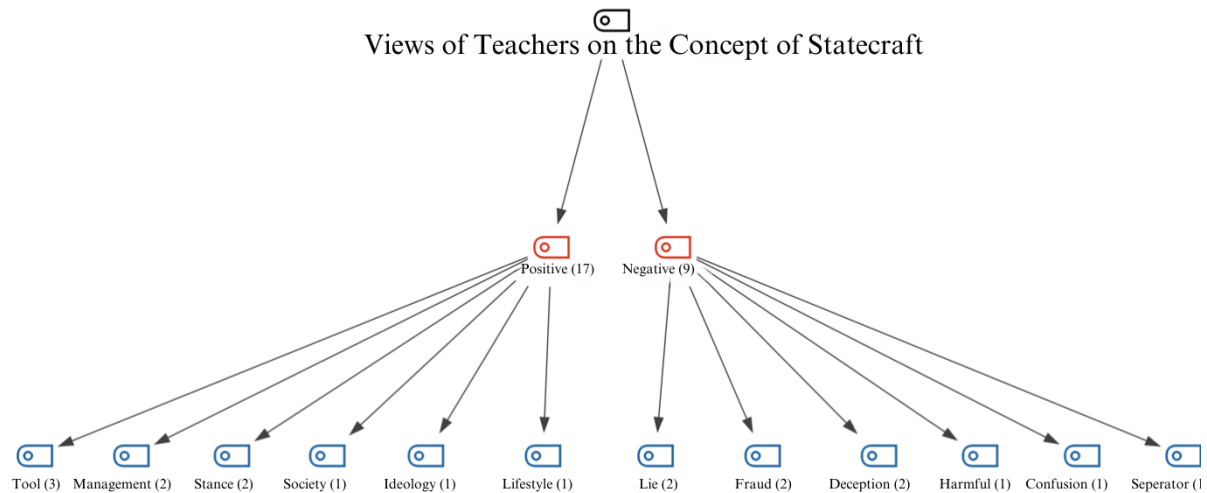 Views of Teachers on the Concept of Statecraft
Positive (17) Negative (9)
Tool (3) Management (2) Stance (2) Society (1) Ideology (1) Lifestyle (1) Lie (2) Fraud (2) Deception (2) Harmful (1) Confusion (1) Seperator (1